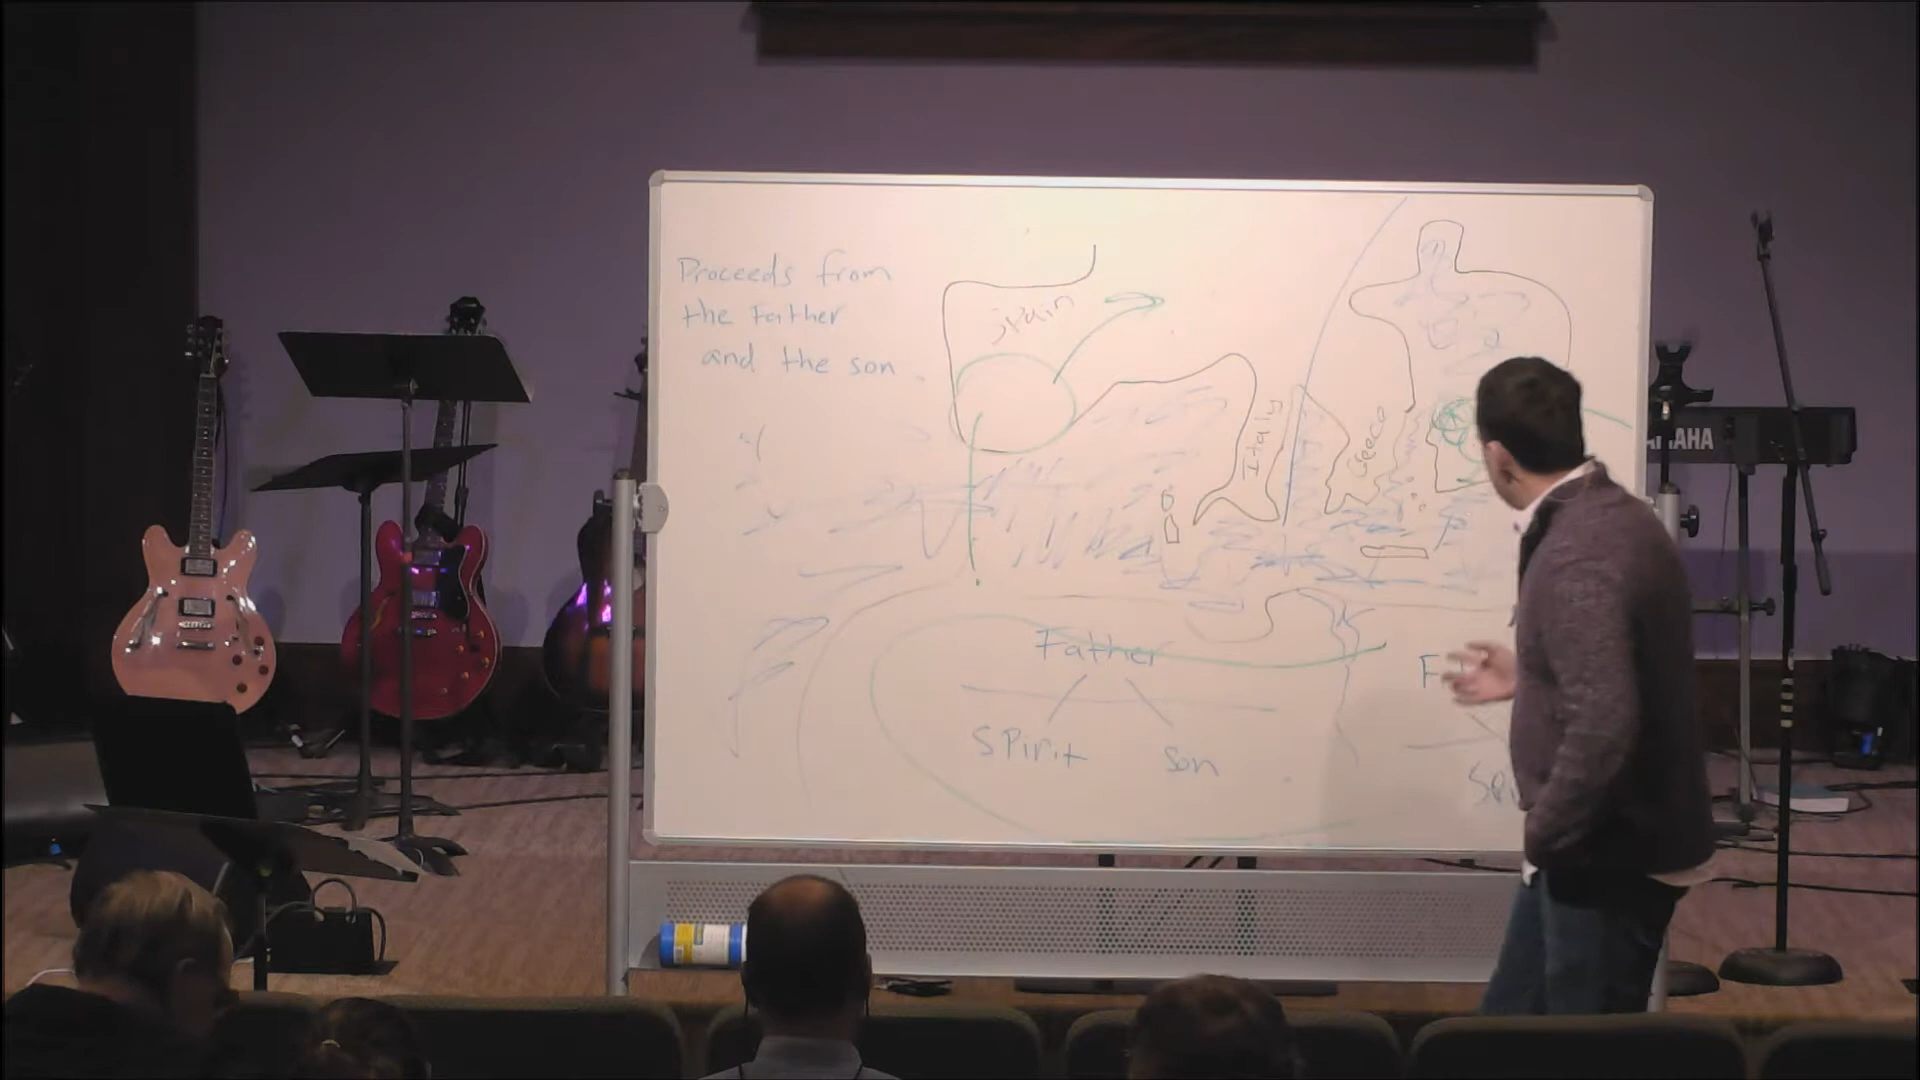 Proceeds from
the Father
and the son
Spain
Italy
Greece
YAMAHA
Father
Spirit
son